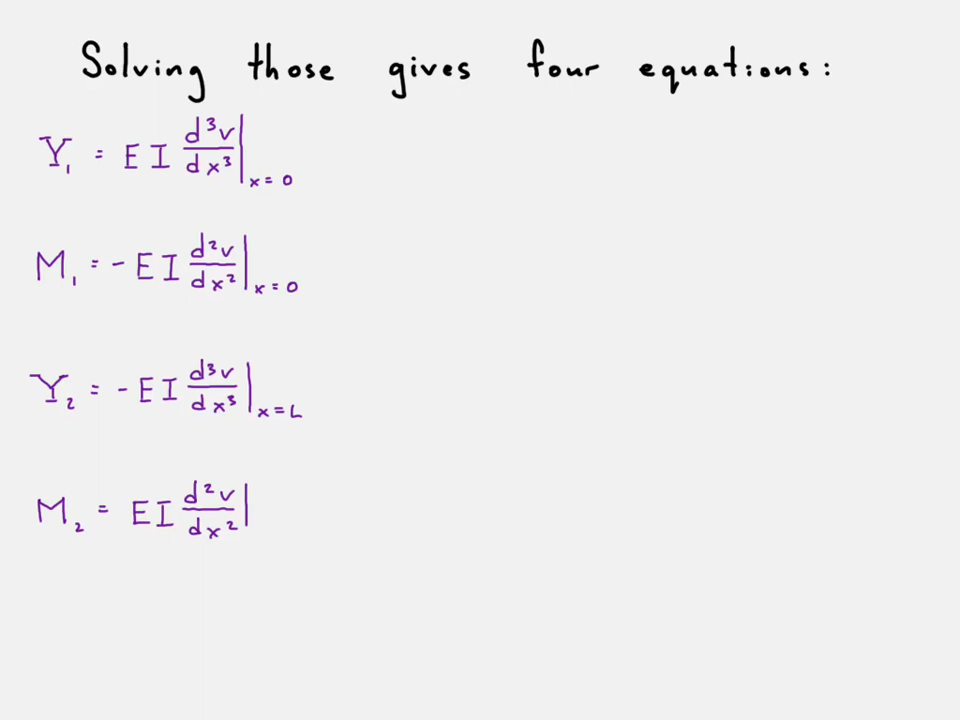 Solving those gives four equations:
Y₁ = EI d³v/dx³ |ₓ₌₀
M₁ = -EI d²v/dx² |ₓ₌₀
Y₂ = -EI d³v/dx³ |x=L
M₂ = EI d²v/dx² |